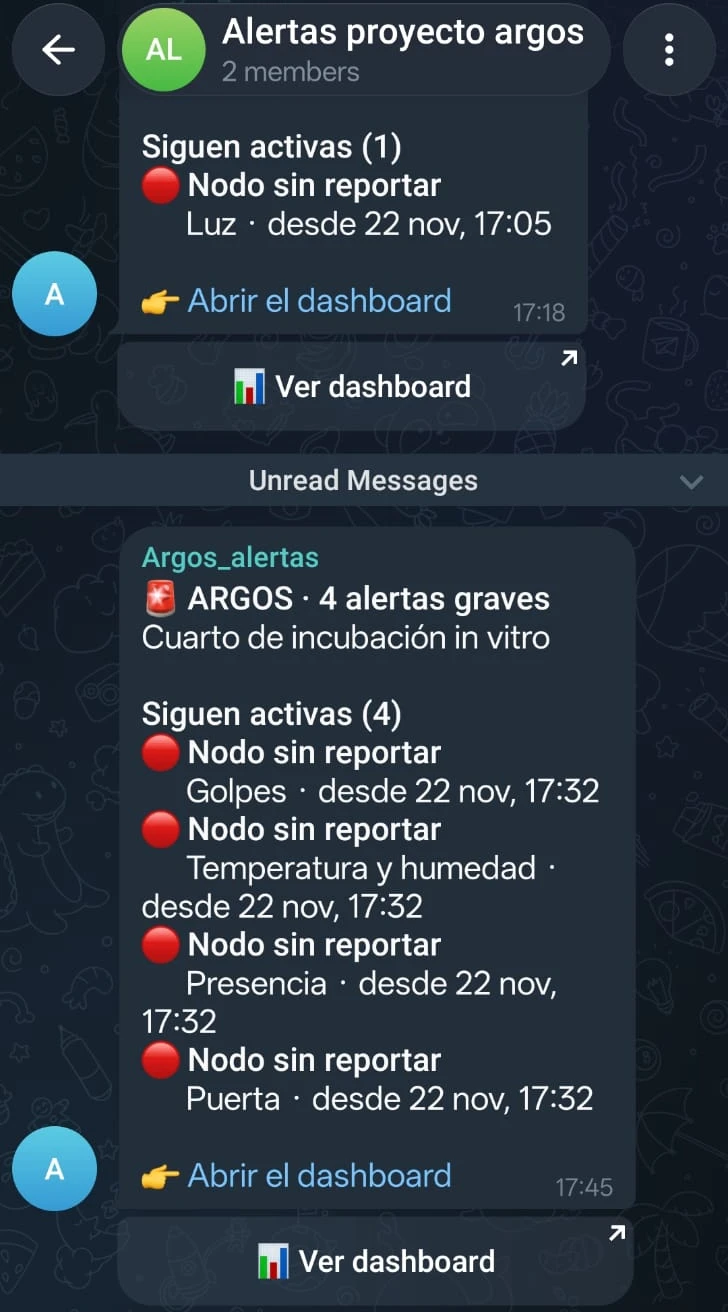 AL
Alertas proyecto argos
2 members
Siguen activas (1)
Nodo sin reportar
Luz · desde 22 nov, 17:05
A
👉 Abrir el dashboard
17:18
📊 Ver dashboard
Unread Messages
Argos_alertas
🚨 ARGOS · 4 alertas graves
Cuarto de incubación in vitro
Siguen activas (4)
🔴 Nodo sin reportar
Golpes · desde 22 nov, 17:32
🔴 Nodo sin reportar
Temperatura y humedad ·
desde 22 nov, 17:32
🔴 Nodo sin reportar
Presencia · desde 22 nov,
17:32
🔴 Nodo sin reportar
Puerta · desde 22 nov, 17:32
A
👉 Abrir el dashboard
17:45
📊 Ver dashboard